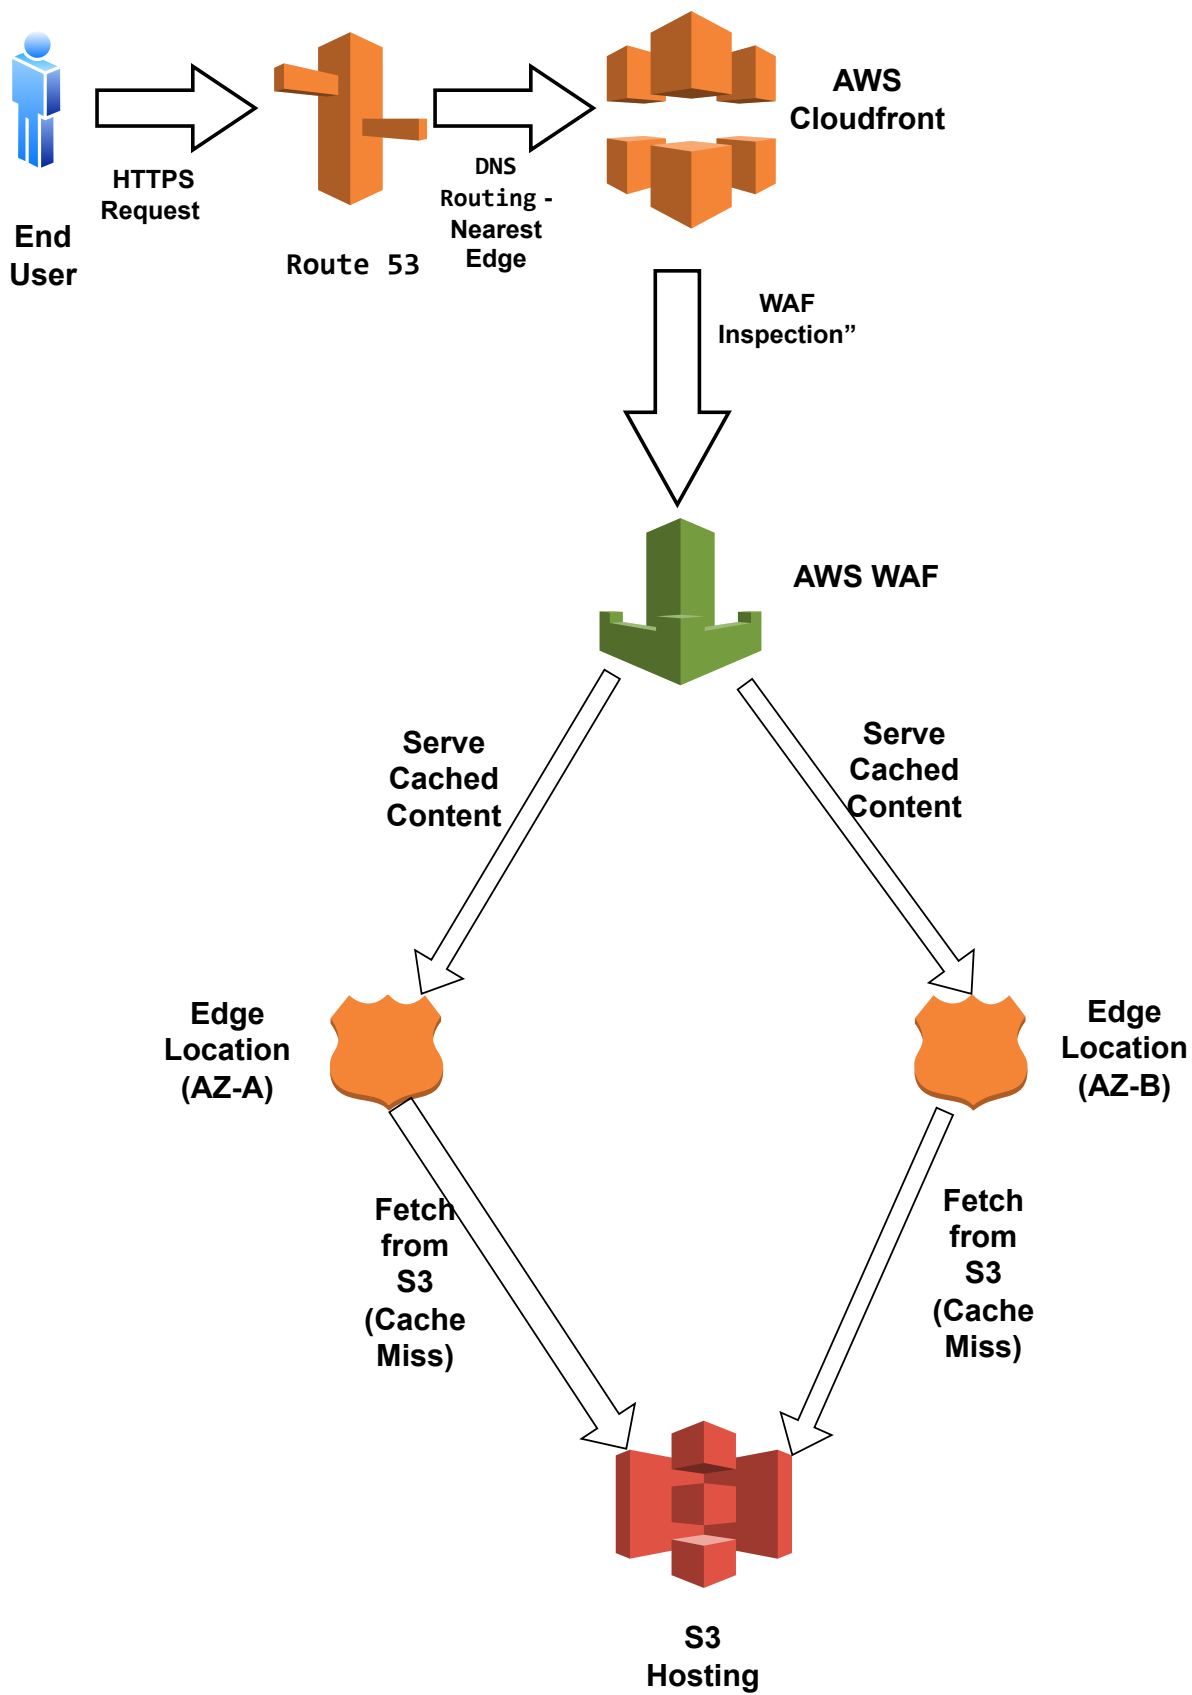 End
User
HTTPS
Request
Route 53
DNS
Routing -
Nearest
Edge
AWS
Cloudfront
WAF
Inspection”
AWS WAF
Serve
Cached
Content
Serve
Cached
Content
Edge
Location
(AZ-A)
Edge
Location
(AZ-B)
Fetch
from
S3
(Cache
Miss)
Fetch
from
S3
(Cache
Miss)
S3
Hosting